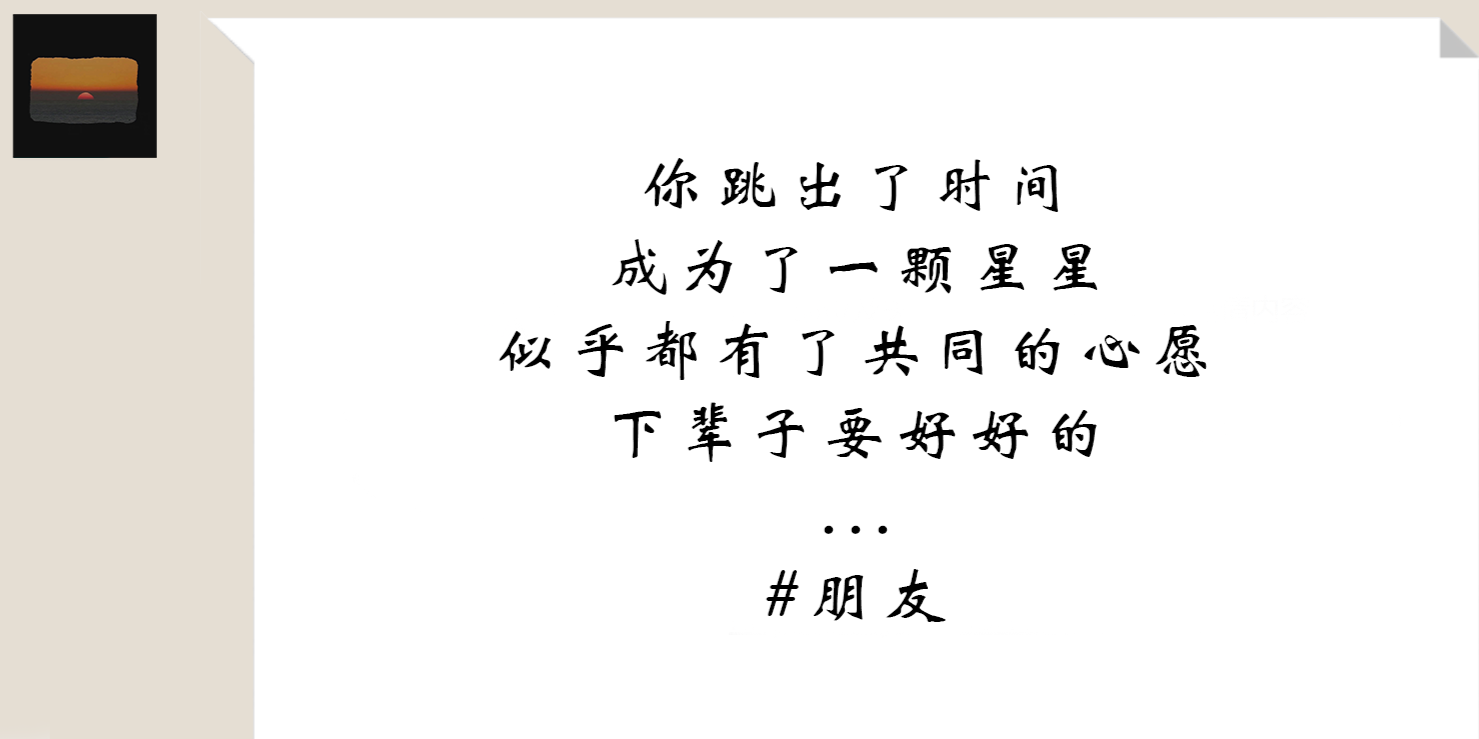 你跳出了时间
成为了一颗星星
似乎都有了共同的心愿
下辈子要好好的
...
#朋友